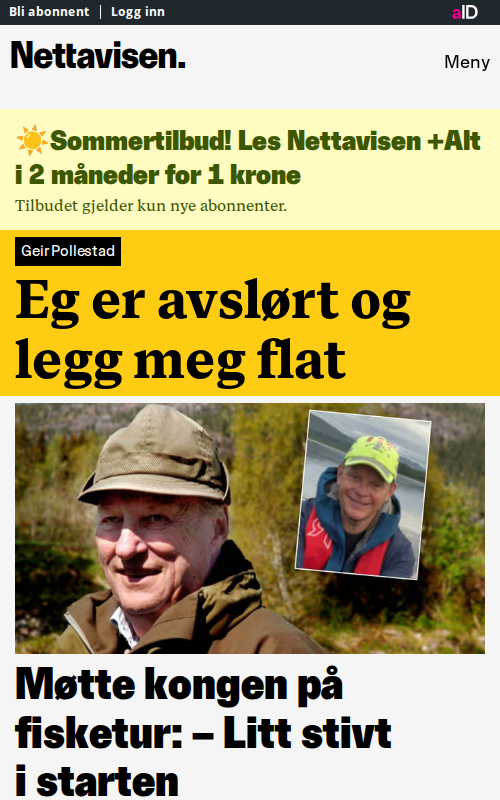 Bli abonnent | Logg inn
aID
Nettavisen.
Meny
☀️Sommertilbud! Les Nettavisen +Alt
i 2 måneder for 1 krone
Tilbudet gjelder kun nye abonnenter.
Geir Pollestad
Eg er avslørt og
legg meg flat
Møtte kongen på
fisketur: – Litt stivt
i starten